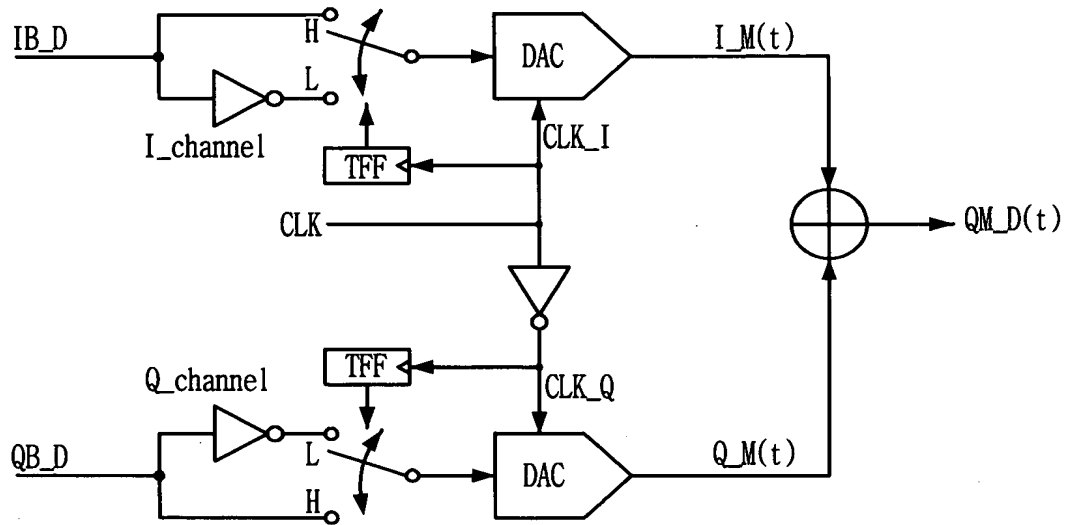 IB_D
H
L
I_channel
DAC
I_M(t)
CLK_I
TFF
CLK
QM_D(t)
TFF
CLK_Q
Q_channel
QB_D
L
H
DAC
Q_M(t)